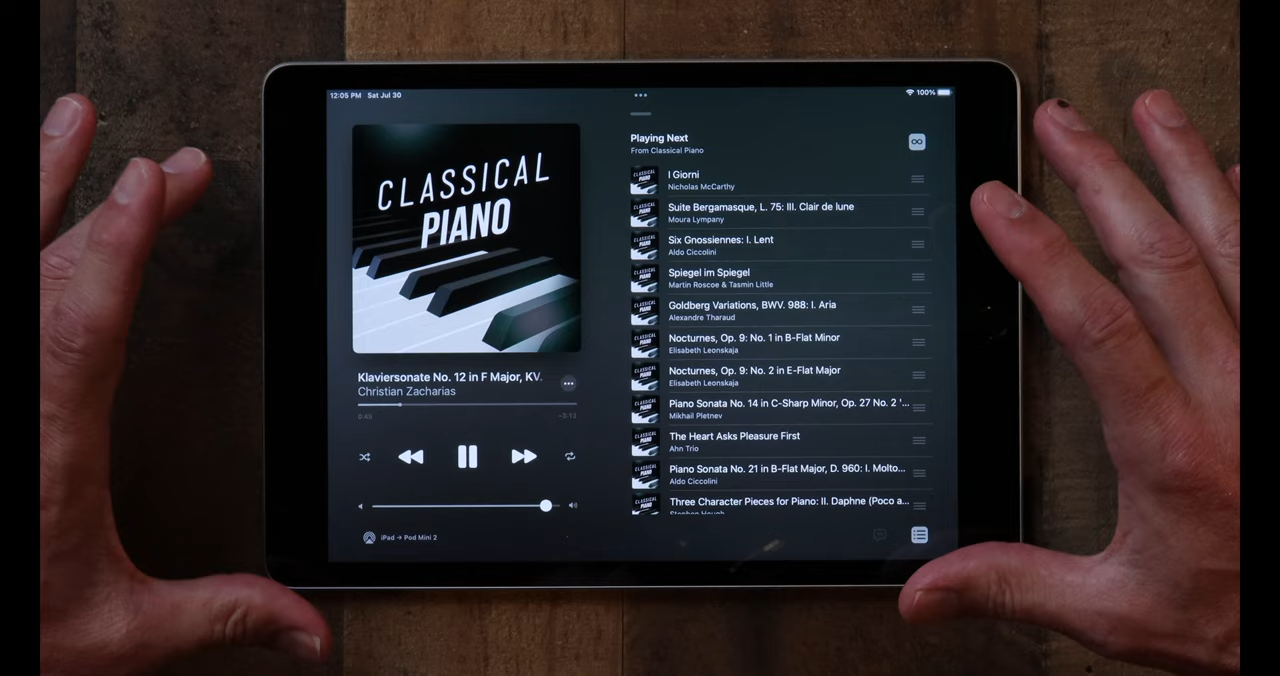 12:05 PM Sat Jul 30
100%
CLASSICAL
PIANO
Klaviersonate No. 12 in F Major, KV.
Christian Zacharias
0:45
-3:13
iPad → Pod Mini 2
Playing Next
From Classical Piano
I Giorni
Nicholas McCarthy
Suite Bergamasque, L. 75: III. Clair de lune
Moura Lympany
Six Gnossiennes: I. Lent
Aldo Ciccolini
Spiegel im Spiegel
Martin Roscoe & Tasmin Little
Goldberg Variations, BWV. 988: I. Aria
Alexandre Tharaud
Nocturnes, Op. 9: No. 1 in B-Flat Minor
Elisabeth Leonskaja
Nocturnes, Op. 9: No. 2 in E-Flat Major
Elisabeth Leonskaja
Piano Sonata No. 14 in C-Sharp Minor, Op. 27 No. 2 '...
Mikhail Pletnev
The Heart Asks Pleasure First
Ahn Trio
Piano Sonata No. 21 in B-Flat Major, D. 960: I. Molto...
Aldo Ciccolini
Three Character Pieces for Piano: II. Daphne (Poco a...
Stephen Hough